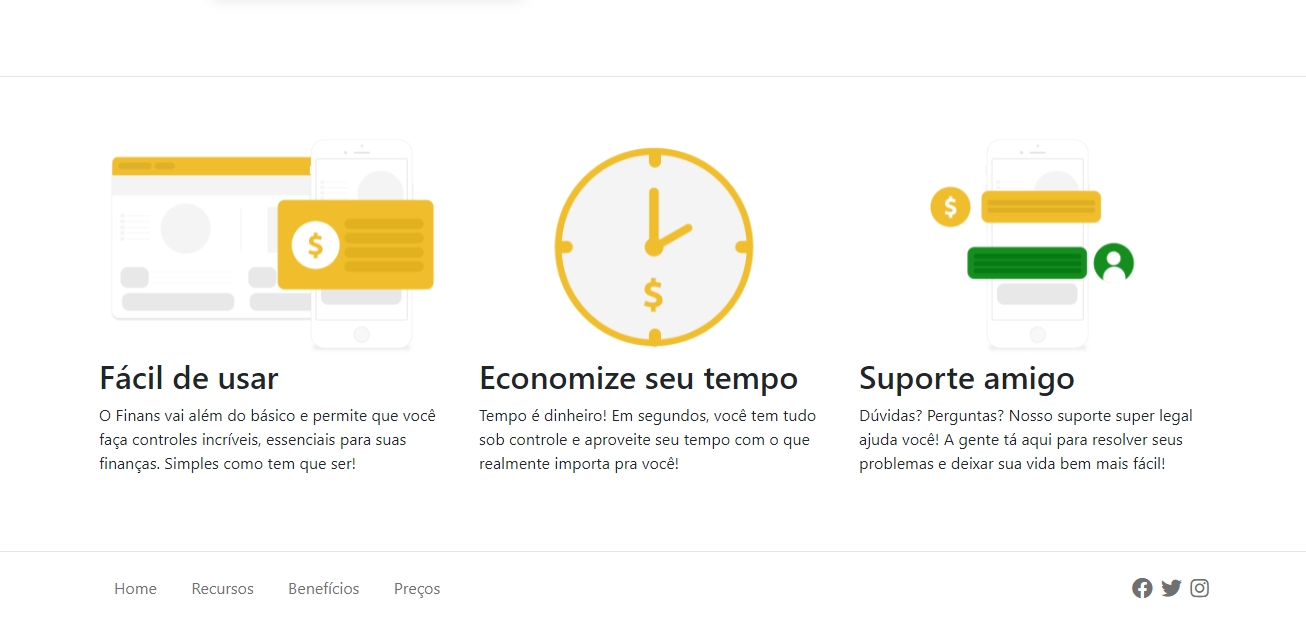 $
$
$
Fácil de usar
O Finans vai além do básico e permite que você
faça controles incríveis, essenciais para suas
finanças. Simples como tem que ser!
Economize seu tempo
Tempo é dinheiro! Em segundos, você tem tudo
sob controle e aproveite seu tempo com o que
realmente importa pra você!
Suporte amigo
Dúvidas? Perguntas? Nosso suporte super legal
ajuda você! A gente tá aqui para resolver seus
problemas e deixar sua vida bem mais fácil!
Home Recursos Benefícios Preços